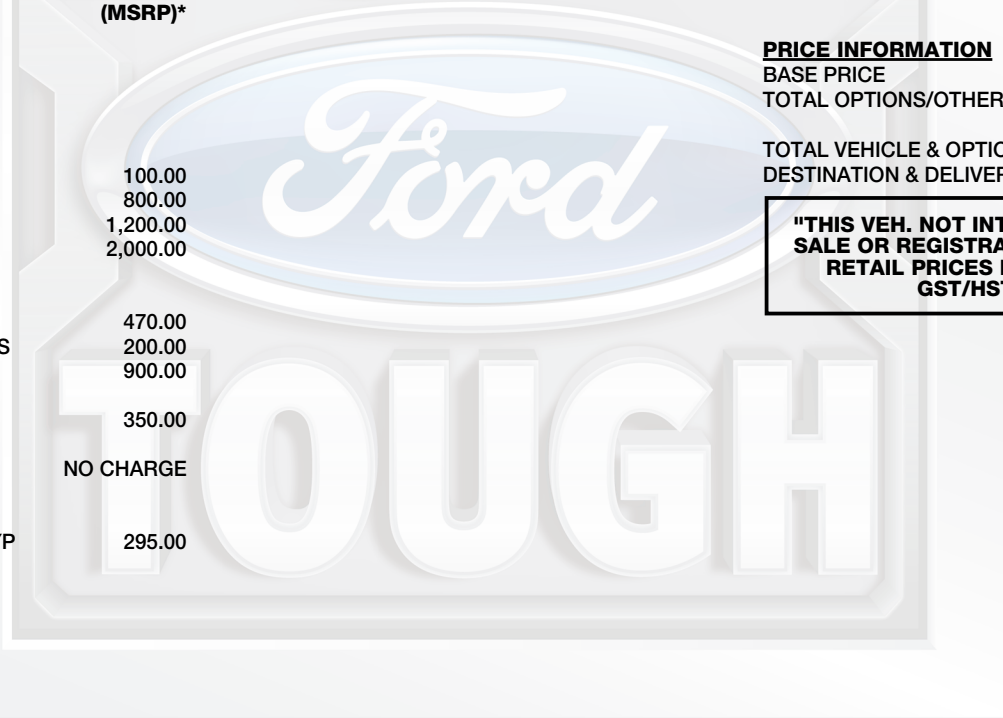 (MSRP)*
100.00
800.00
1,200.00
2,000.00
470.00
S 200.00
900.00
350.00
NO CHARGE
YP 295.00
Ford
TOUGH
PRICE INFORMATION
BASE PRICE
TOTAL OPTIONS/OTHER
TOTAL VEHICLE & OPTIO
DESTINATION & DELIVER
"THIS VEH. NOT INT
SALE OR REGISTRA
RETAIL PRICES
GST/HST